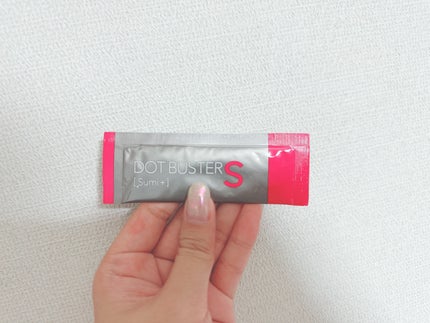 DOT BUSTER S
[Sumi+]